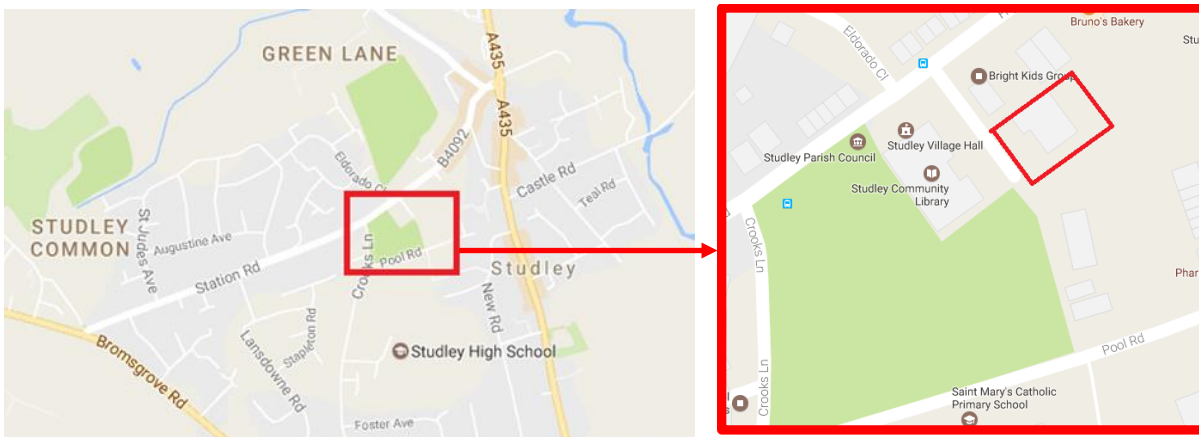 GREEN LANE
A435
A435
B4092
Eldorado Cl
Castle Rd
Teal Rd
STUDLEY
COMMON
St Judes Ave
Augustine Ave
Station Rd
Crooks Ln
Pool Rd
Studley
New Rd
Stapleton Rd
Lansdowne Rd
Studley High School
Bromsgrove Rd
Foster Ave
Bruno's Bakery
Stu
Eldorado Cl
Bright Kids Group
Studley Village Hall
Studley Parish Council
Studley Community
Library
Crooks Ln
Phar
Pool Rd
Crooks Ln
Saint Mary's Catholic
Primary School